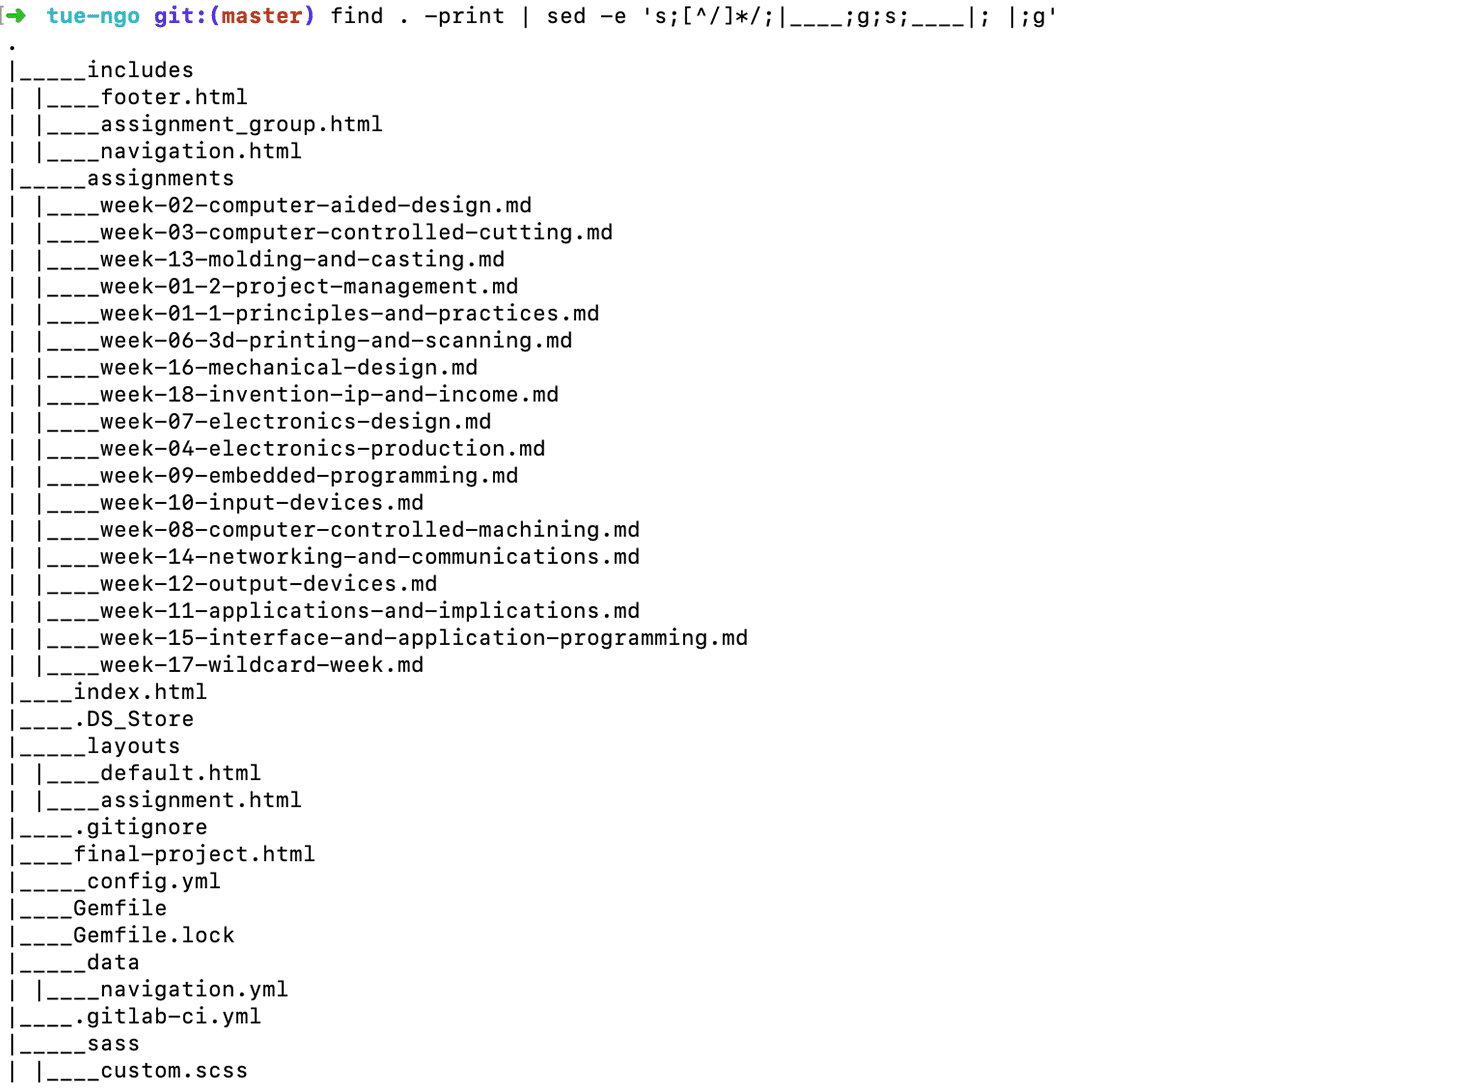 [➜  tue-ngo git:(master) find . -print | sed -e 's;[^/]*/;|____;g;s;____|; |;g'
.
|_____includes
| |____footer.html
| |____assignment_group.html
| |____navigation.html
|_____assignments
| |____week-02-computer-aided-design.md
| |____week-03-computer-controlled-cutting.md
| |____week-13-molding-and-casting.md
| |____week-01-2-project-management.md
| |____week-01-1-principles-and-practices.md
| |____week-06-3d-printing-and-scanning.md
| |____week-16-mechanical-design.md
| |____week-18-invention-ip-and-income.md
| |____week-07-electronics-design.md
| |____week-04-electronics-production.md
| |____week-09-embedded-programming.md
| |____week-10-input-devices.md
| |____week-08-computer-controlled-machining.md
| |____week-14-networking-and-communications.md
| |____week-12-output-devices.md
| |____week-11-applications-and-implications.md
| |____week-15-interface-and-application-programming.md
| |____week-17-wildcard-week.md
|____index.html
|____.DS_Store
|_____layouts
| |____default.html
| |____assignment.html
|____.gitignore
|____final-project.html
|_____config.yml
|____Gemfile
|____Gemfile.lock
|_____data
| |____navigation.yml
|____.gitlab-ci.yml
|_____sass
| |____custom.scss